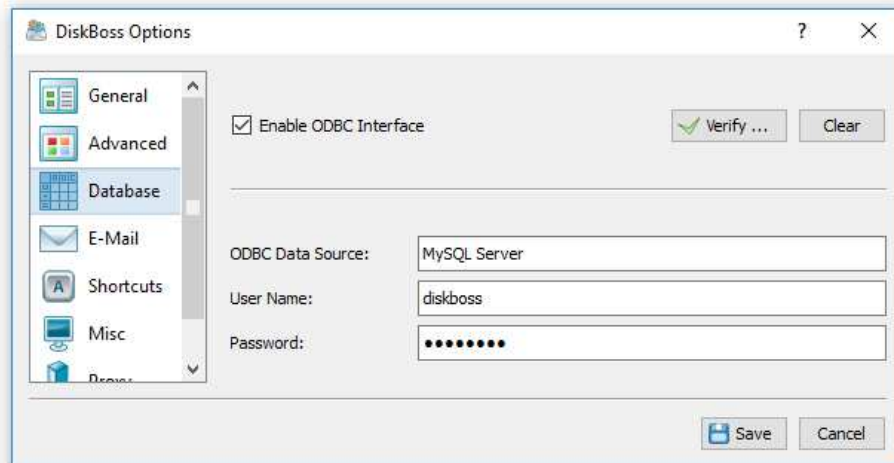 DiskBoss Options
?
General
Advanced
Database
E-Mail
Shortcuts
A
Misc
Proxy
Enable ODBC Interface
Verify ...
Clear
ODBC Data Source:
MySQL Server
User Name:
diskboss
Password:
●●●●●●●●
Save
Cancel